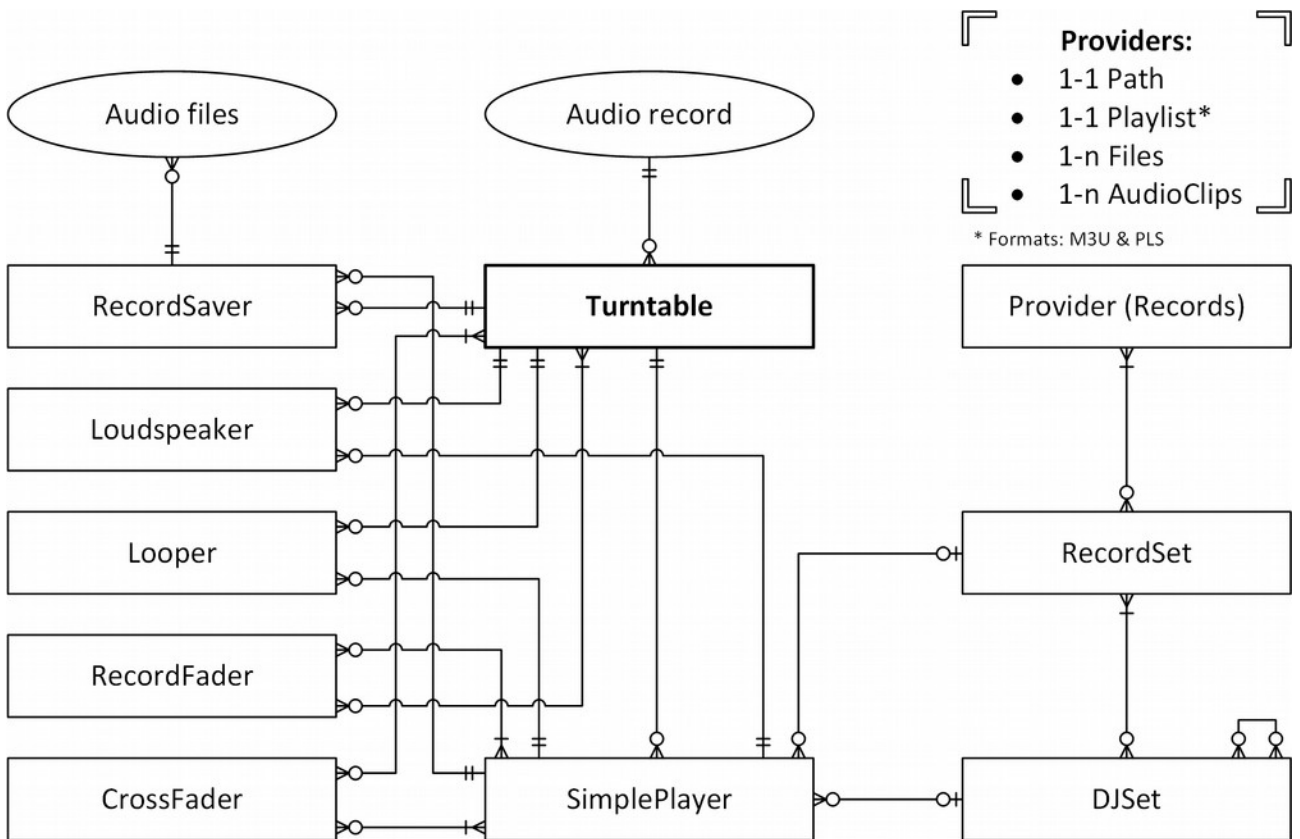 Providers:
• 1-1 Path
• 1-1 Playlist*
• 1-n Files
• 1-n AudioClips
* Formats: M3U & PLS
Audio files
Audio record
RecordSaver
Turntable
Provider (Records)
Loudspeaker
Looper
RecordSet
RecordFader
CrossFader
SimplePlayer
DJSet